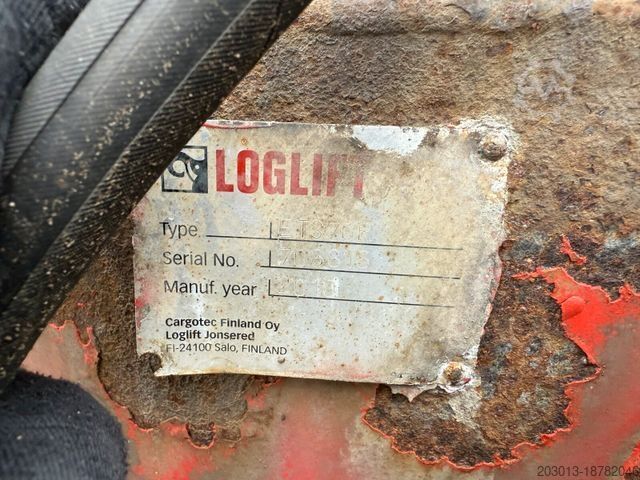 LOGLIFT
Type
Serial No.
Manuf. year
Cargotec Finland Oy
Loglift Jonsered
FI-24100 Salo, FINLAND
203013-18782046